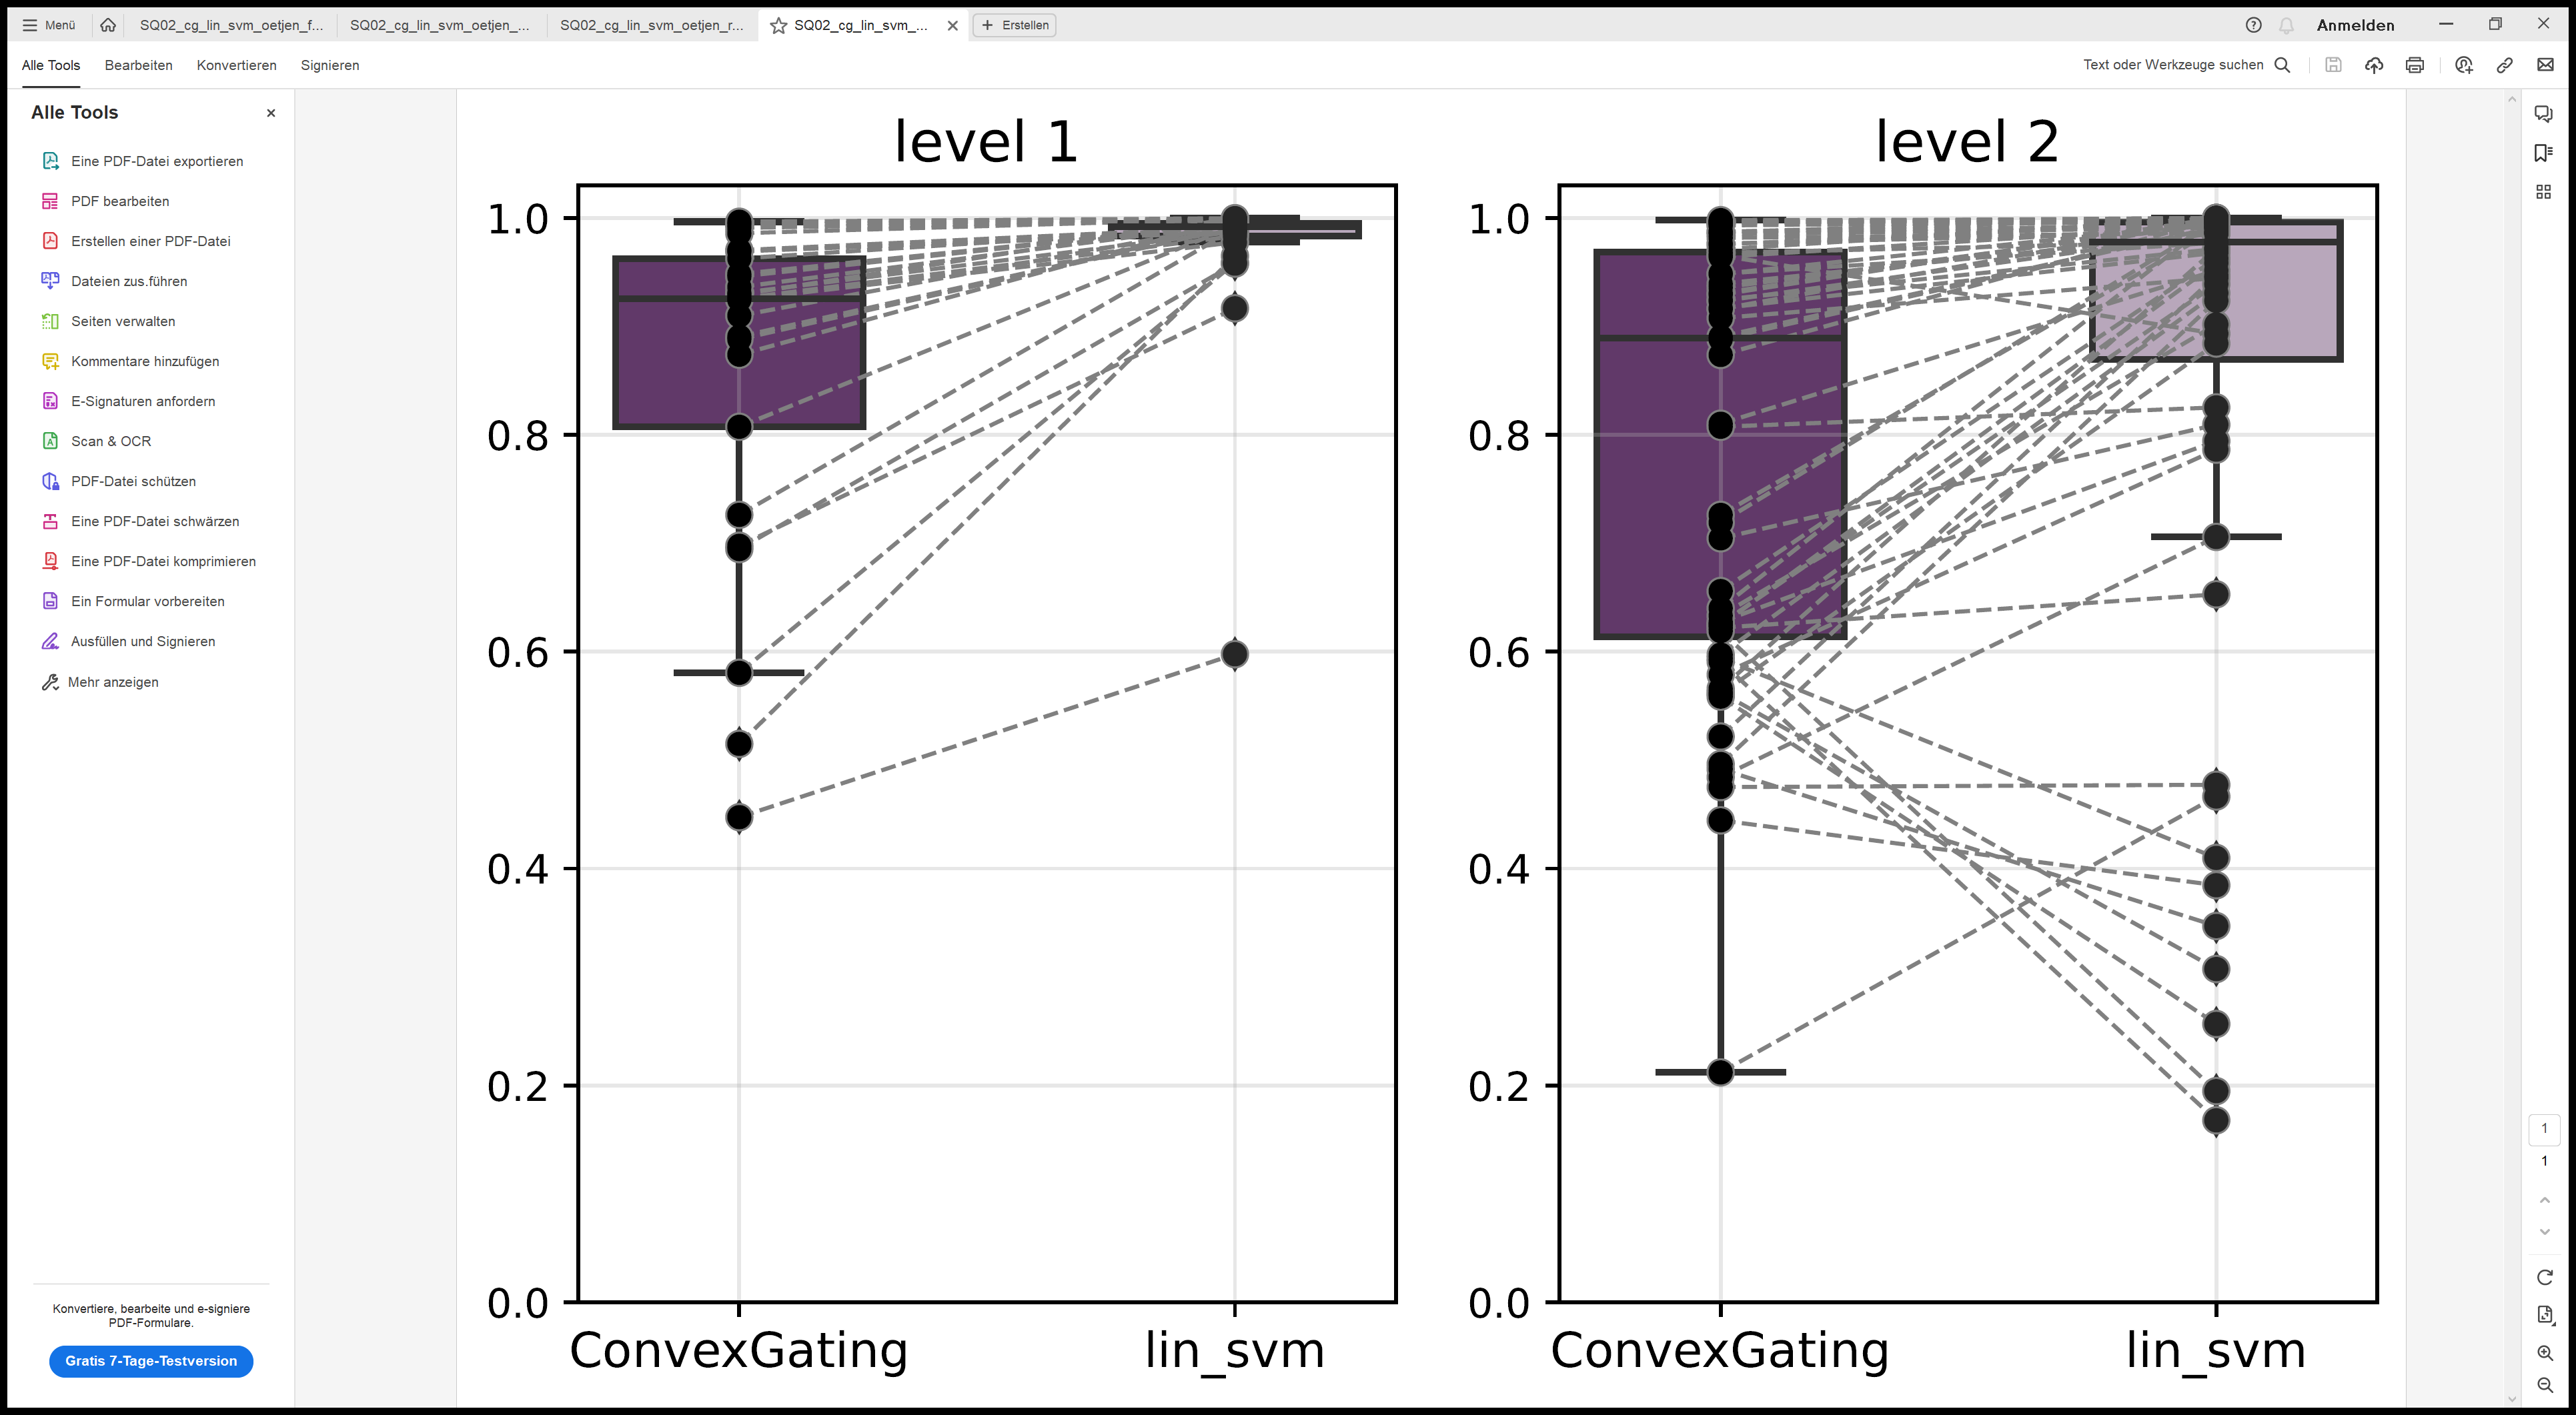 Menü
SQ02_cg_lin_svm_oetjen_f...
SQ02_cg_lin_svm_oetjen_...
SQ02_cg_lin_svm_oetjen_r...
SQ02_cg_lin_svm_...
Erstellen
Anmelden
Alle Tools
Bearbeiten
Konvertieren
Signieren
Text oder Werkzeuge suchen
Alle Tools
Eine PDF-Datei exportieren
PDF bearbeiten
Erstellen einer PDF-Datei
Dateien zus.führen
Seiten verwalten
Kommentare hinzufügen
E-Signaturen anfordern
Scan & OCR
PDF-Datei schützen
Eine PDF-Datei schwärzen
Eine PDF-Datei komprimieren
Ein Formular vorbereiten
Ausfüllen und Signieren
Mehr anzeigen
Konvertiere, bearbeite und e-signiere
PDF-Formulare.
Gratis 7-Tage-Testversion
level 1
1.0
0.8
0.6
0.4
0.2
0.0
ConvexGating
lin_svm
level 2
1.0
0.8
0.6
0.4
0.2
0.0
ConvexGating
lin_svm
1
1